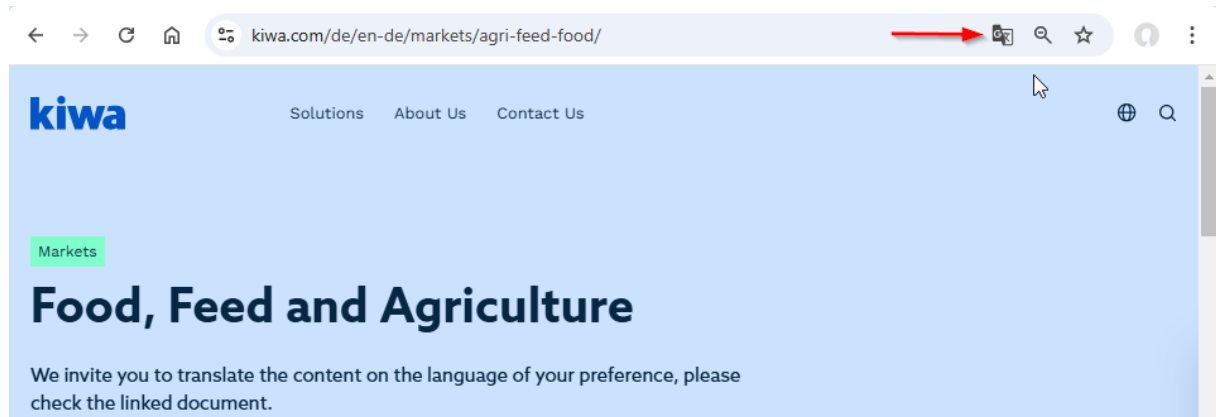 kiwa.com/de/en-de/markets/agri-feed-food/
kiwa
Solutions About Us Contact Us
Markets
Food, Feed and Agriculture
We invite you to translate the content on the language of your preference, please
check the linked document.